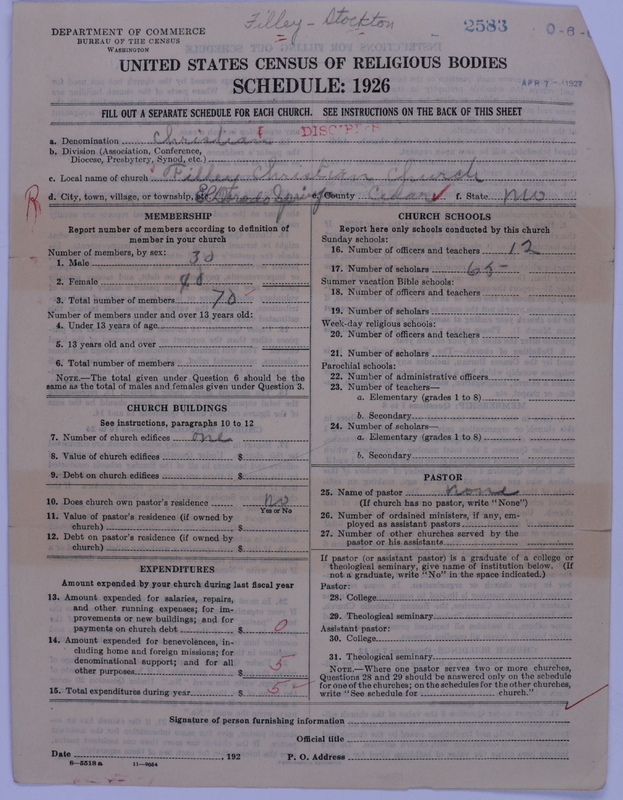 Filley - Stockton
2583
DEPARTMENT OF COMMERCE
BUREAU OF THE CENSUS
WASHINGTON
APR 7 1927
UNITED STATES CENSUS OF RELIGIOUS BODIES
SCHEDULE: 1926
FILL OUT A SEPARATE SCHEDULE FOR EACH CHURCH. SEE INSTRUCTIONS ON THE BACK OF THIS SHEET
a. Denomination Christian
b. Division (Association, Conference, Diocese, Presbytery, Synod, etc.)
c. Local name of church Filley Christian Church
d. City, town, village, or township, El Dorado Springs e. County Cedar f. State Mo
MEMBERSHIP
Report number of members according to definition of
member in your church
Number of members, by sex:
1. Male 30
2. Female 40
3. Total number of members 70
Number of members under and over 13 years old:
4. Under 13 years of age
5. 13 years old and over
6. Total number of members
NOTE.—The total given under Question 6 should be the
same as the total of males and females given under Question 3.
CHURCH BUILDINGS
See instructions, paragraphs 10 to 12
7. Number of church edifices one
8. Value of church edifices $
9. Debt on church edifices $
10. Does church own pastor's residence no
Yes or No
11. Value of pastor's residence (if owned by
church) $
12. Debt on pastor's residence (if owned by
church) $
EXPENDITURES
Amount expended by your church during last fiscal year
13. Amount expended for salaries, repairs,
and other running expenses; for im-
provements or new buildings; and for
payments on church debt $ 0
14. Amount expended for benevolences, in-
cluding home and foreign missions; for
denominational support; and for all
other purposes $ 5
15. Total expenditures during year $ 5
CHURCH SCHOOLS
Report here only schools conducted by this church
Sunday schools:
16. Number of officers and teachers 12
17. Number of scholars 65
Summer vacation Bible schools:
18. Number of officers and teachers
19. Number of scholars
Week-day religious schools:
20. Number of officers and teachers
21. Number of scholars
Parochial schools:
22. Number of administrative officers
23. Number of teachers—
a. Elementary (grades 1 to 8)
b. Secondary
24. Number of scholars—
a. Elementary (grades 1 to 8)
b. Secondary
PASTOR
25. Name of pastor none
(If church has no pastor, write "None")
26. Number of ordained ministers, if any, em-
ployed as assistant pastors
27. Number of other churches served by the
pastor or his assistants
If pastor (or assistant pastor) is a graduate of a college or
theological seminary, give name of institution below. (If
not a graduate, write "No" in the space indicated.)
Pastor:
28. College
29. Theological seminary
Assistant pastor:
30. College
31. Theological seminary
NOTE.—Where one pastor serves two or more churches,
Questions 28 and 29 should be answered only on the schedule
for one of the churches; on the schedules for the other churches,
write "See schedule for church."
Signature of person furnishing information
Official title
Date , 192 P. O. Address
8—5518a 11—9054